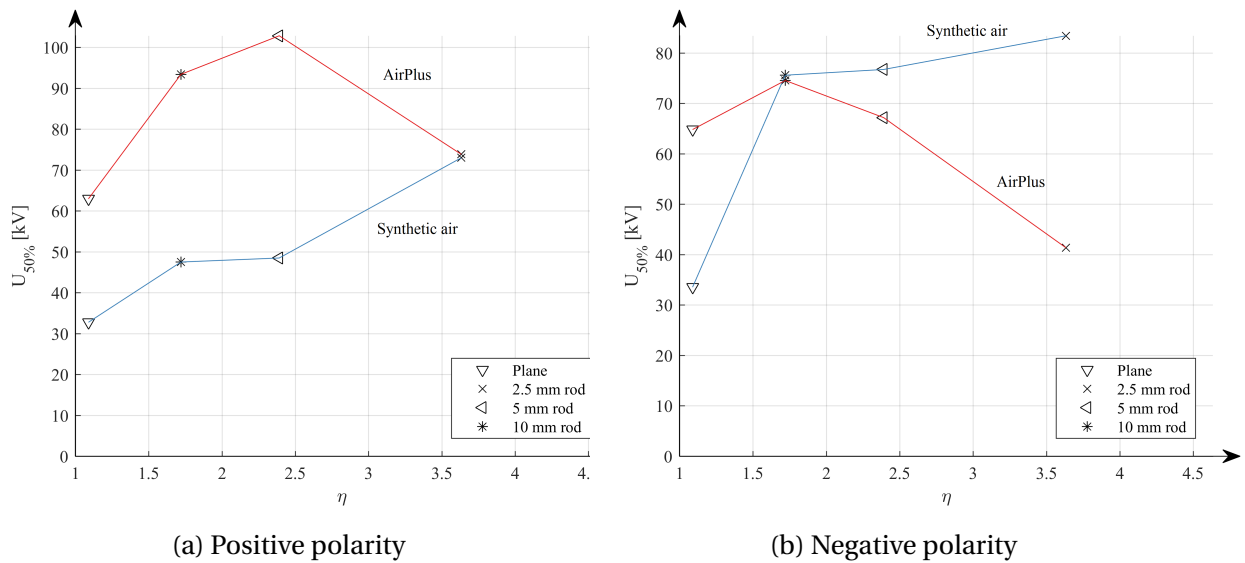 100
90
80
70
60
50
40
30
20
10
0
U50% [kV]
AirPlus
Synthetic air
Plane
2.5 mm rod
5 mm rod
10 mm rod
1 1.5 2 2.5 3 3.5 4 4.
η
(a) Positive polarity
80
70
60
50
40
30
20
10
0
U50% [kV]
Synthetic air
AirPlus
Plane
2.5 mm rod
5 mm rod
10 mm rod
1 1.5 2 2.5 3 3.5 4 4.5
η
(b) Negative polarity